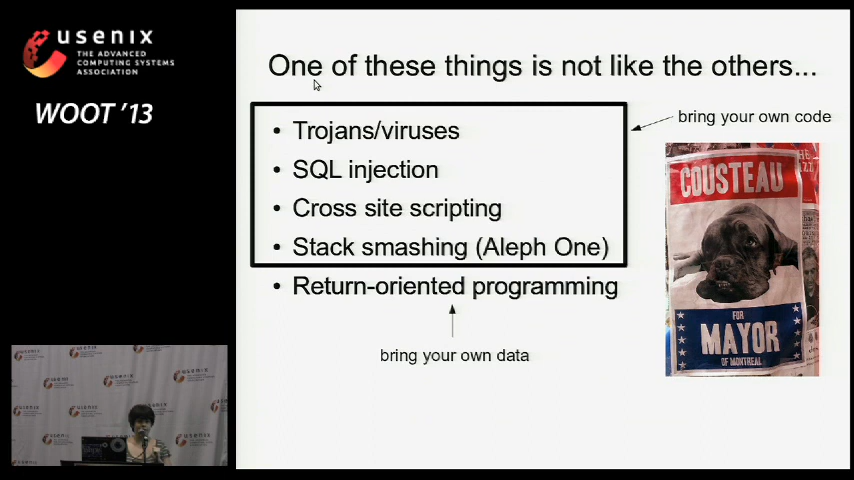 usenix
THE ADVANCED
COMPUTING SYSTEMS
ASSOCIATION
WOOT '13
One of these things is not like the others...
bring your own code
• Trojans/viruses
• SQL injection
• Cross site scripting
• Stack smashing (Aleph One)
• Return-oriented programming
bring your own data
COUSTEAU
FOR
MAYOR
OF MONTREAL